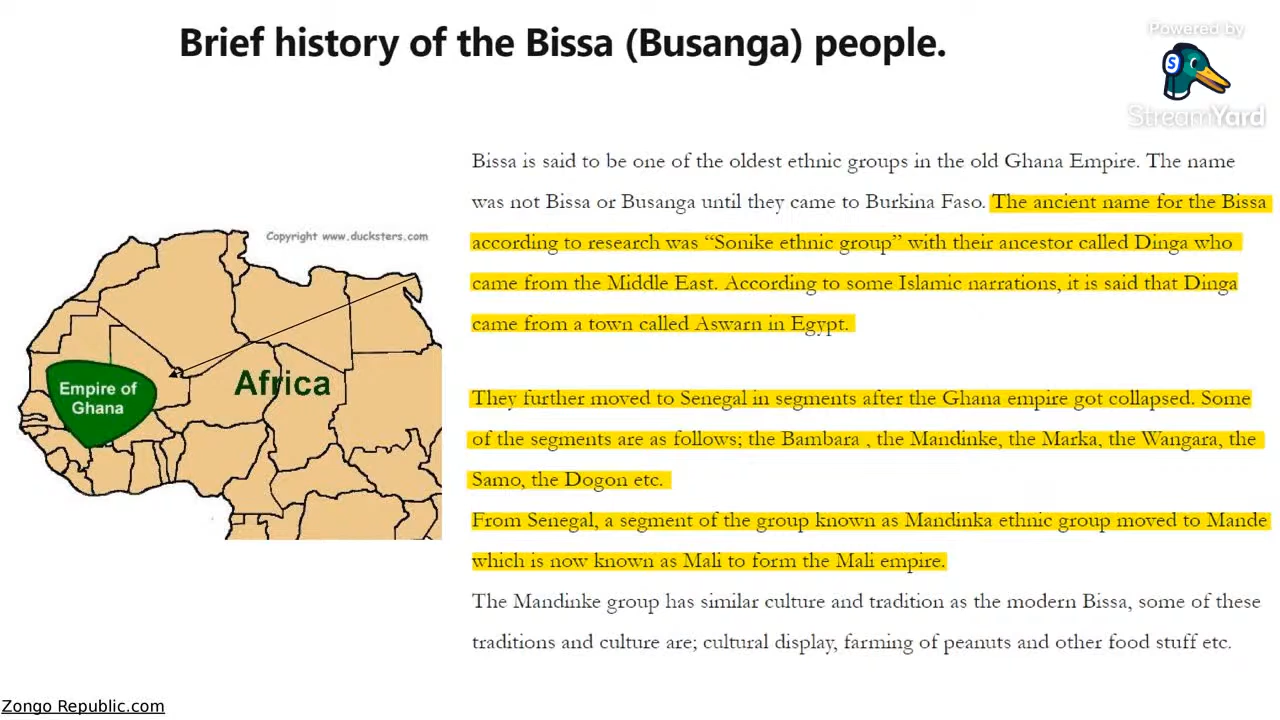 Brief history of the Bissa (Busanga) people.
Powered by
S
StreamYard
Bissa is said to be one of the oldest ethnic groups in the old Ghana Empire. The name
was not Bissa or Busanga until they came to Burkina Faso. The ancient name for the Bissa
according to research was “Sonike ethnic group” with their ancestor called Dinga who
came from the Middle East. According to some Islamic narrations, it is said that Dinga
came from a town called Aswarn in Egypt.
They further moved to Senegal in segments after the Ghana empire got collapsed. Some
of the segments are as follows; the Bambara , the Mandinke, the Marka, the Wangara, the
Samo, the Dogon etc.
From Senegal, a segment of the group known as Mandinka ethnic group moved to Mande
which is now known as Mali to form the Mali empire.
The Mandinke group has similar culture and tradition as the modern Bissa, some of these
traditions and culture are; cultural display, farming of peanuts and other food stuff etc.
Copyright www.ducksters.com
Empire of
Ghana
Africa
Zongo Republic.com